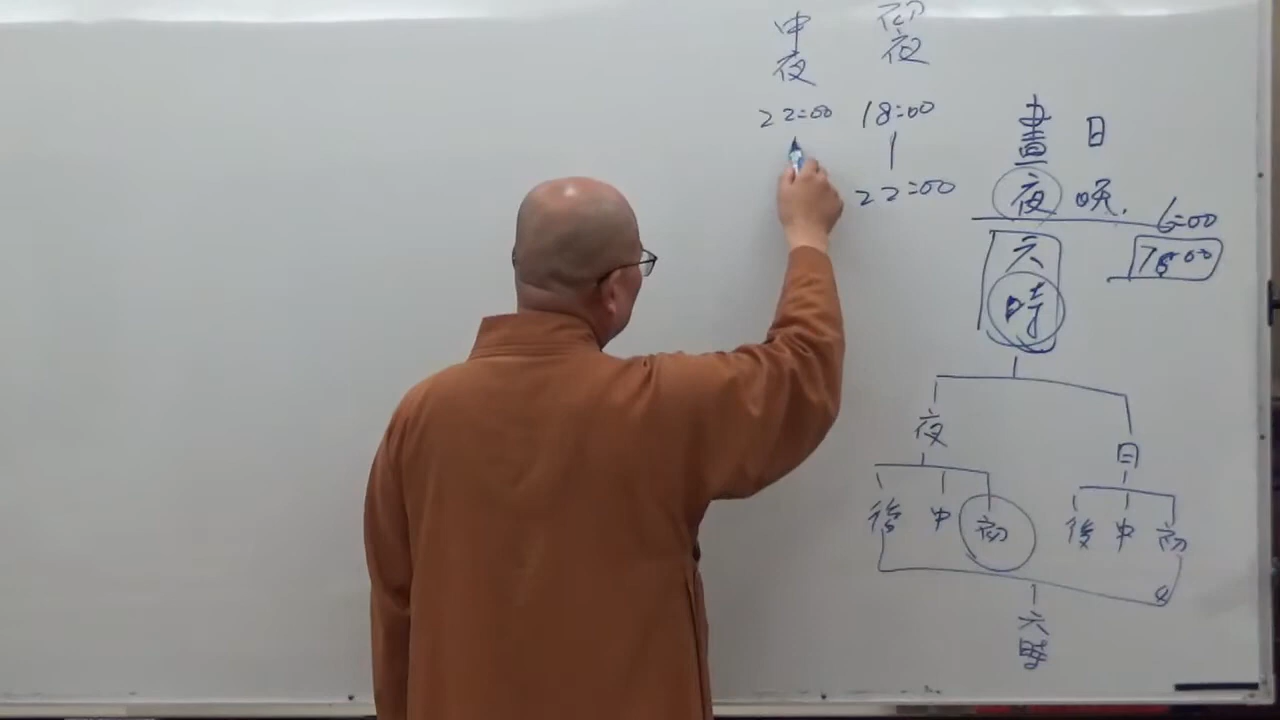 晝夜六時
日
晚.
6:00
18:00
初夜
18:00
|
22:00
中夜
22:00
夜
日
後 中 初
後 中 初
六